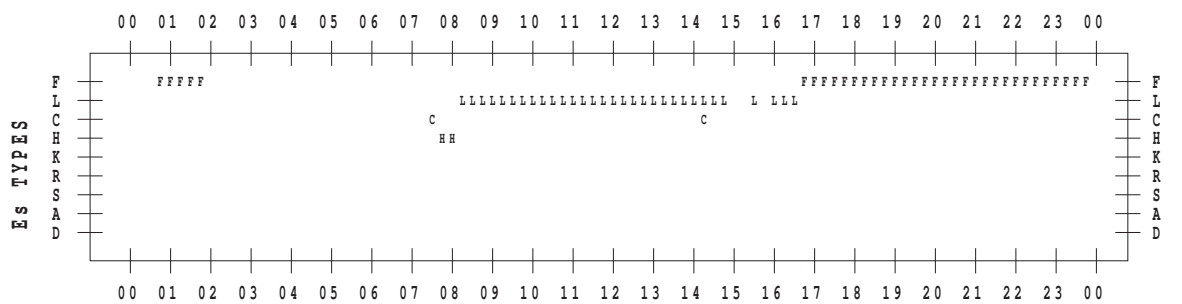 00 01 02 03 04 05 06 07 08 09 10 11 12 13 14 15 16 17 18 19 20 21 22 23 00
F FFFFF FFFFFFFFFFFFFFFFFFFFFFFFFFFFF F
L LLLLLLLLLLLLLLLLLLLLLLLLLLL L LLL L
C C C C
H HH H
K K
R R
S S
A A
D D
Es TYPES
00 01 02 03 04 05 06 07 08 09 10 11 12 13 14 15 16 17 18 19 20 21 22 23 00